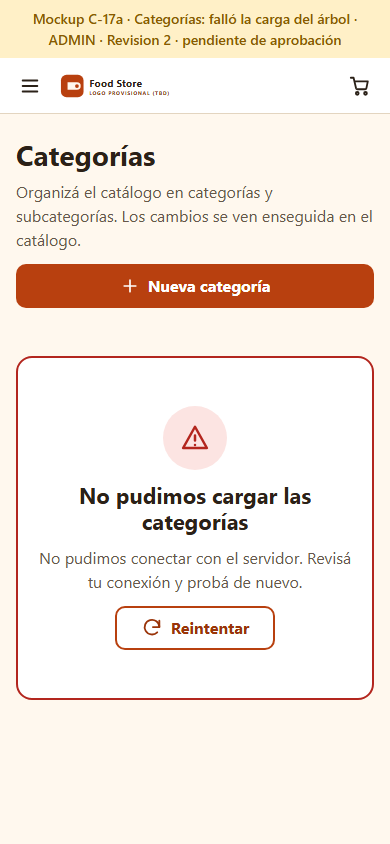 Mockup C-17a · Categorías: falló la carga del árbol ·
ADMIN · Revision 2 · pendiente de aprobación
Food Store
LOGO PROVISIONAL (TBD)
Categorías
Organizá el catálogo en categorías y
subcategorías. Los cambios se ven enseguida en el
catálogo.
Nueva categoría
No pudimos cargar las
categorías
No pudimos conectar con el servidor. Revisá
tu conexión y probá de nuevo.
Reintentar